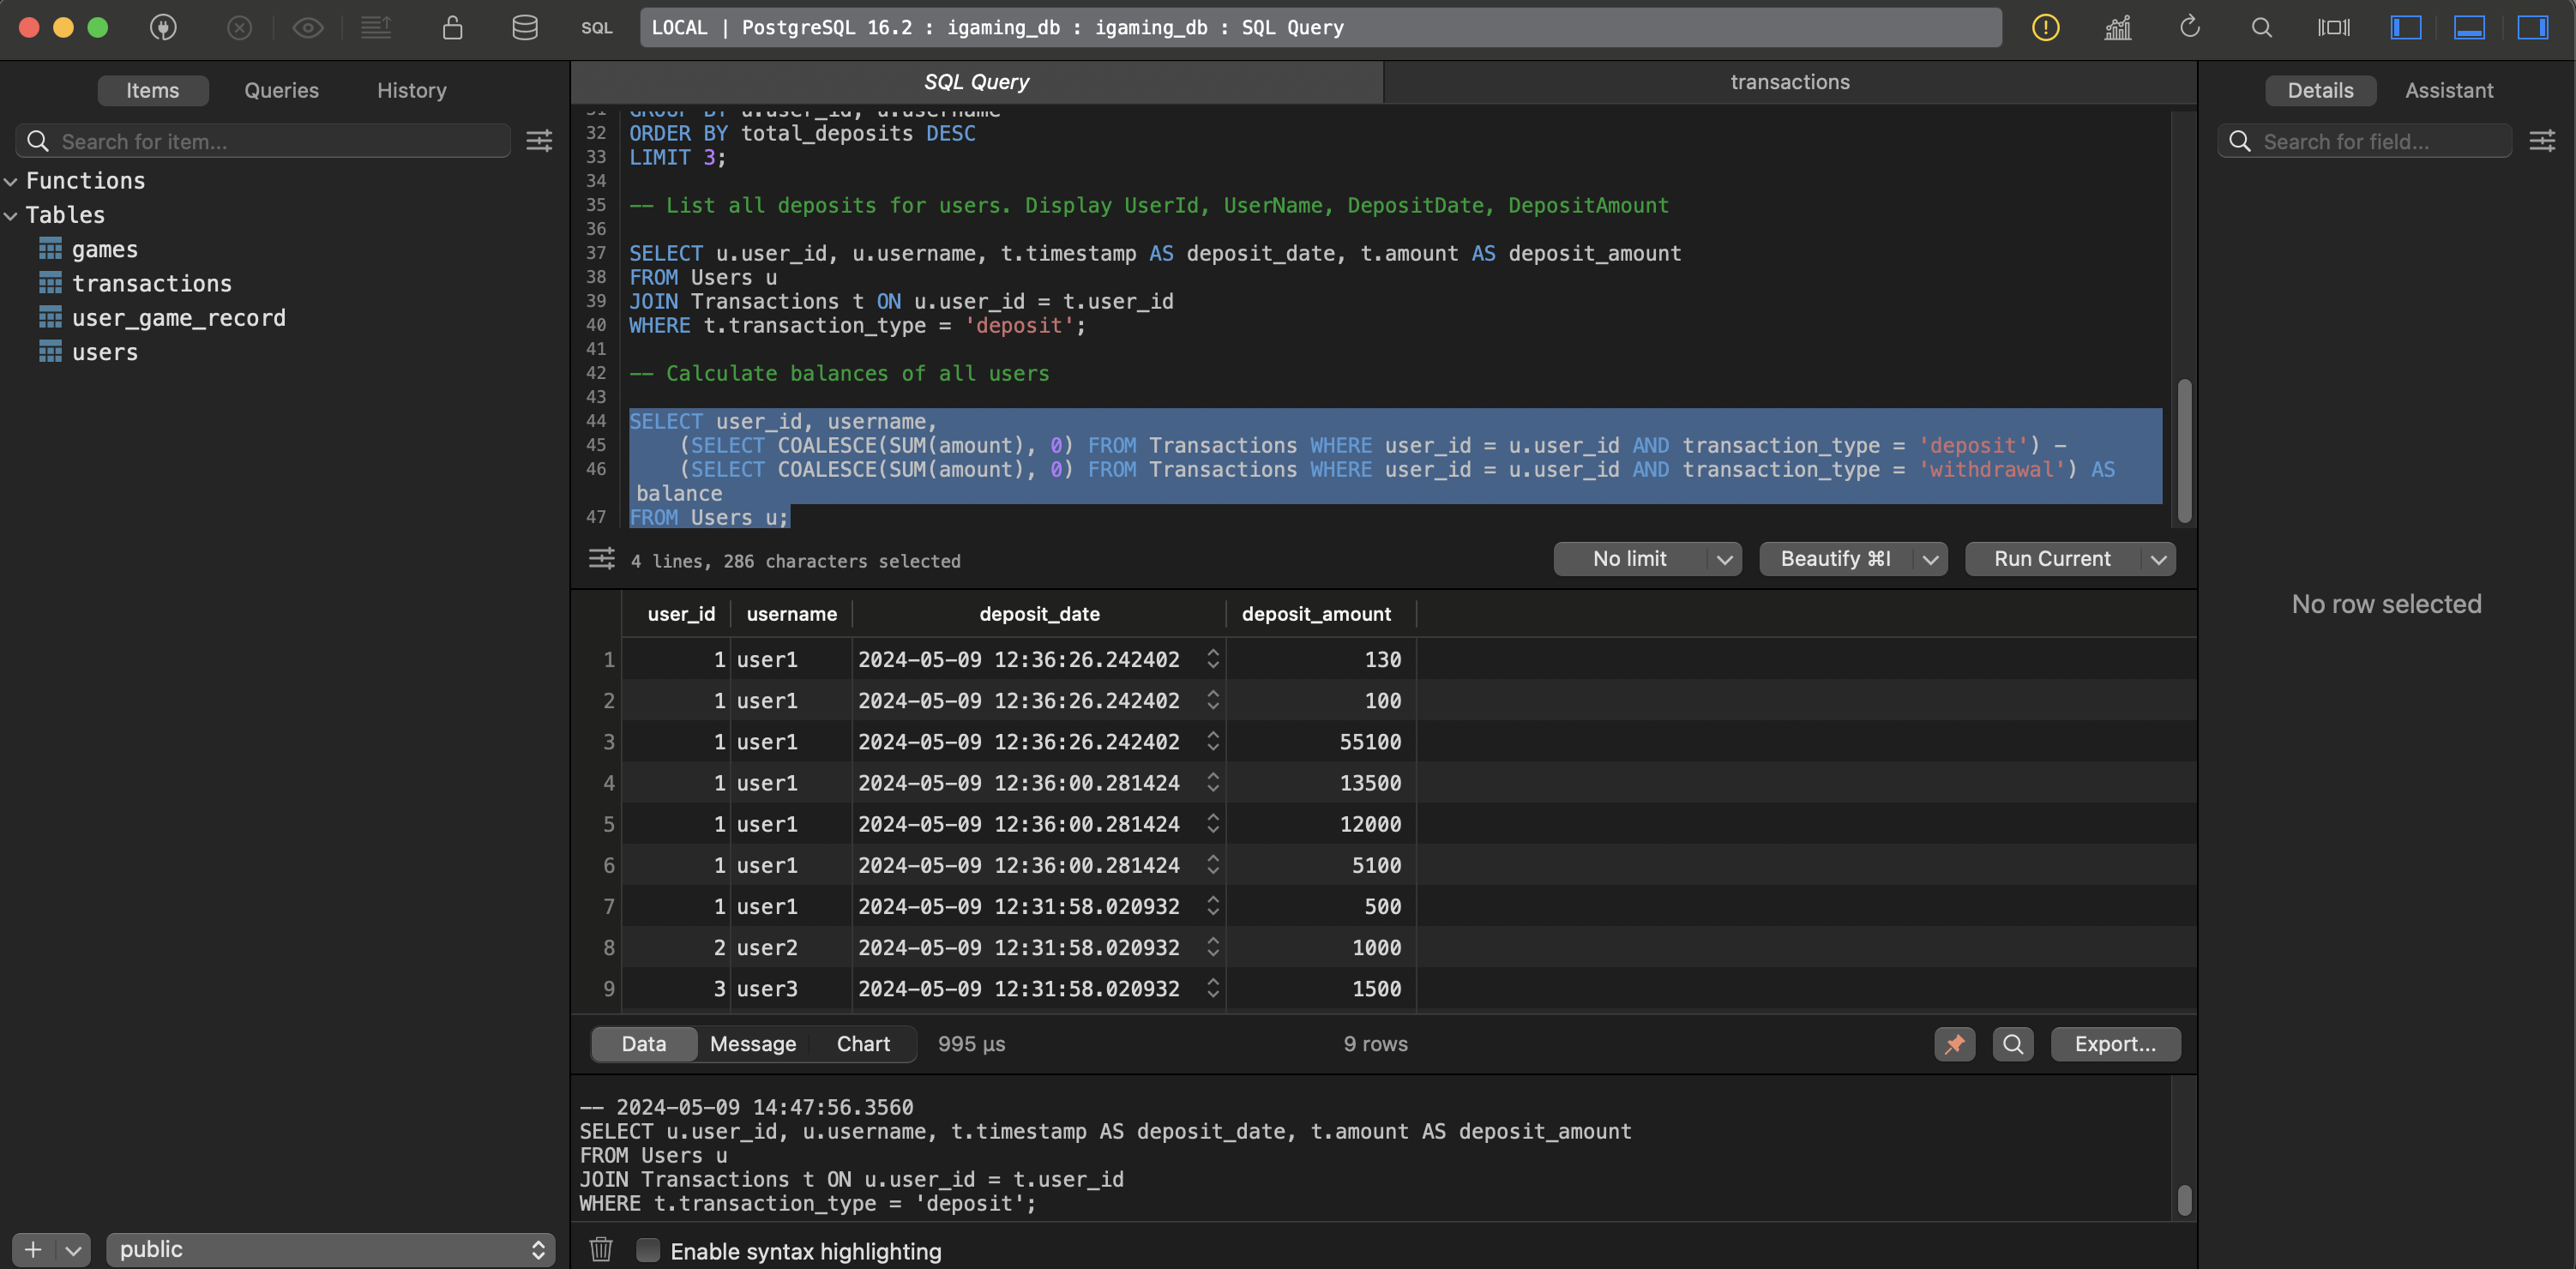 SQL
LOCAL | PostgreSQL 16.2 : igaming_db : igaming_db : SQL Query
Items
Queries
History
Search for item...
Functions
Tables
games
transactions
user_game_record
users
public
SQL Query
transactions
31 GROUP BY u.user_id, u.username
32 ORDER BY total_deposits DESC
33 LIMIT 3;
34
35 -- List all deposits for users. Display UserId, UserName, DepositDate, DepositAmount
36
37 SELECT u.user_id, u.username, t.timestamp AS deposit_date, t.amount AS deposit_amount
38 FROM Users u
39 JOIN Transactions t ON u.user_id = t.user_id
40 WHERE t.transaction_type = 'deposit';
41
42 -- Calculate balances of all users
43
44 SELECT user_id, username,
45 (SELECT COALESCE(SUM(amount), 0) FROM Transactions WHERE user_id = u.user_id AND transaction_type = 'deposit') -
46 (SELECT COALESCE(SUM(amount), 0) FROM Transactions WHERE user_id = u.user_id AND transaction_type = 'withdrawal') AS
balance
47 FROM Users u;
4 lines, 286 characters selected
No limit
Beautify ⌘I
Run Current
user_id username deposit_date deposit_amount
1 1 user1 2024-05-09 12:36:26.242402 130
2 1 user1 2024-05-09 12:36:26.242402 100
3 1 user1 2024-05-09 12:36:26.242402 55100
4 1 user1 2024-05-09 12:36:00.281424 13500
5 1 user1 2024-05-09 12:36:00.281424 12000
6 1 user1 2024-05-09 12:36:00.281424 5100
7 1 user1 2024-05-09 12:31:58.020932 500
8 2 user2 2024-05-09 12:31:58.020932 1000
9 3 user3 2024-05-09 12:31:58.020932 1500
Data
Message
Chart
995 µs
9 rows
Export...
-- 2024-05-09 14:47:56.3560
SELECT u.user_id, u.username, t.timestamp AS deposit_date, t.amount AS deposit_amount
FROM Users u
JOIN Transactions t ON u.user_id = t.user_id
WHERE t.transaction_type = 'deposit';
Enable syntax highlighting
Details
Assistant
Search for field...
No row selected